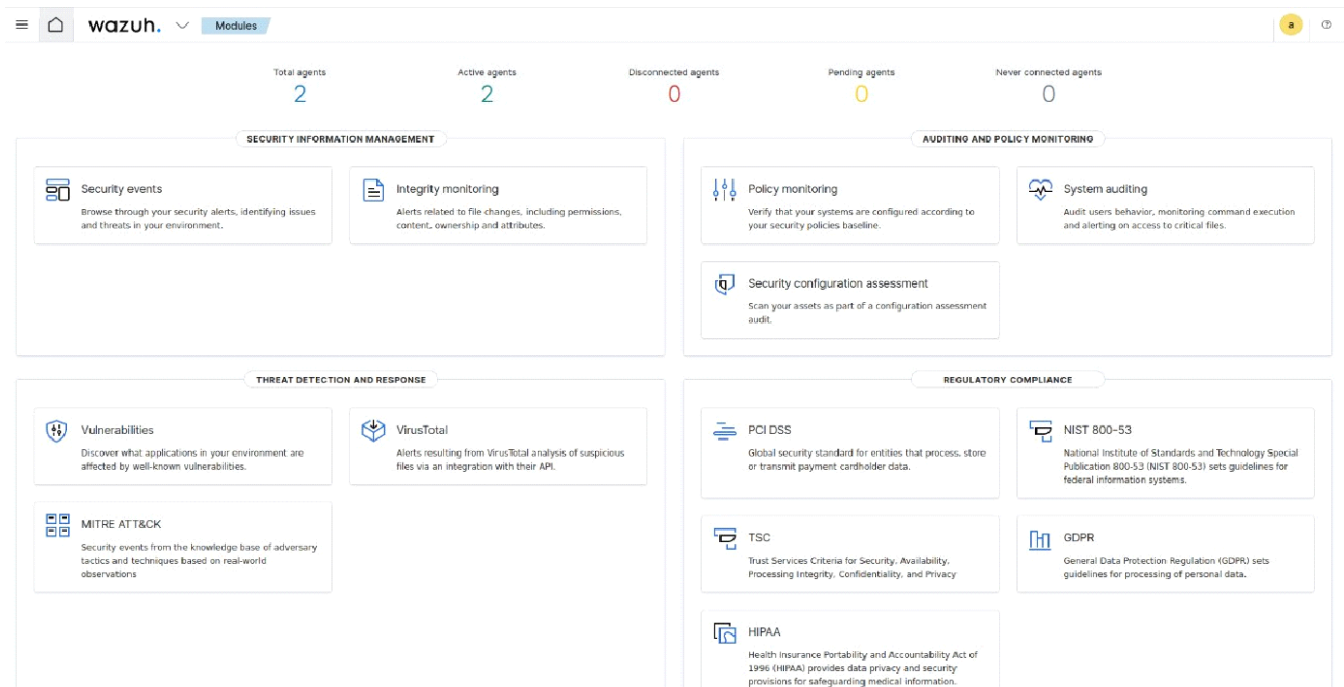 wazuh.
Modules
a
Total agents
2
Active agents
2
Disconnected agents
0
Pending agents
0
Never connected agents
0
SECURITY INFORMATION MANAGEMENT
Security events
Browse through your security alerts, identifying issues
and threats in your environment.
Integrity monitoring
Alerts related to file changes, including permissions,
content, ownership and attributes.
AUDITING AND POLICY MONITORING
Policy monitoring
Verify that your systems are configured according to
your security policies baseline.
System auditing
Audit users behavior, monitoring command execution
and alerting on access to critical files.
Security configuration assessment
Scan your assets as part of a configuration assessment
audit.
THREAT DETECTION AND RESPONSE
Vulnerabilities
Discover what applications in your environment are
affected by well-known vulnerabilities.
VirusTotal
Alerts resulting from VirusTotal analysis of suspicious
files via an integration with their API.
MITRE ATT&CK
Security events from the knowledge base of adversary
tactics and techniques based on real-world
observations
REGULATORY COMPLIANCE
PCI DSS
Global security standard for entities that process, store
or transmit payment cardholder data.
NIST 800-53
National Institute of Standards and Technology Special
Publication 800-53 (NIST 800-53) sets guidelines for
federal information systems.
TSC
Trust Services Criteria for Security, Availability,
Processing Integrity, Confidentiality, and Privacy
GDPR
General Data Protection Regulation (GDPR) sets
guidelines for processing of personal data.
HIPAA
Health Insurance Portability and Accountability Act of
1996 (HIPAA) provides data privacy and security
provisions for safeguarding medical information.